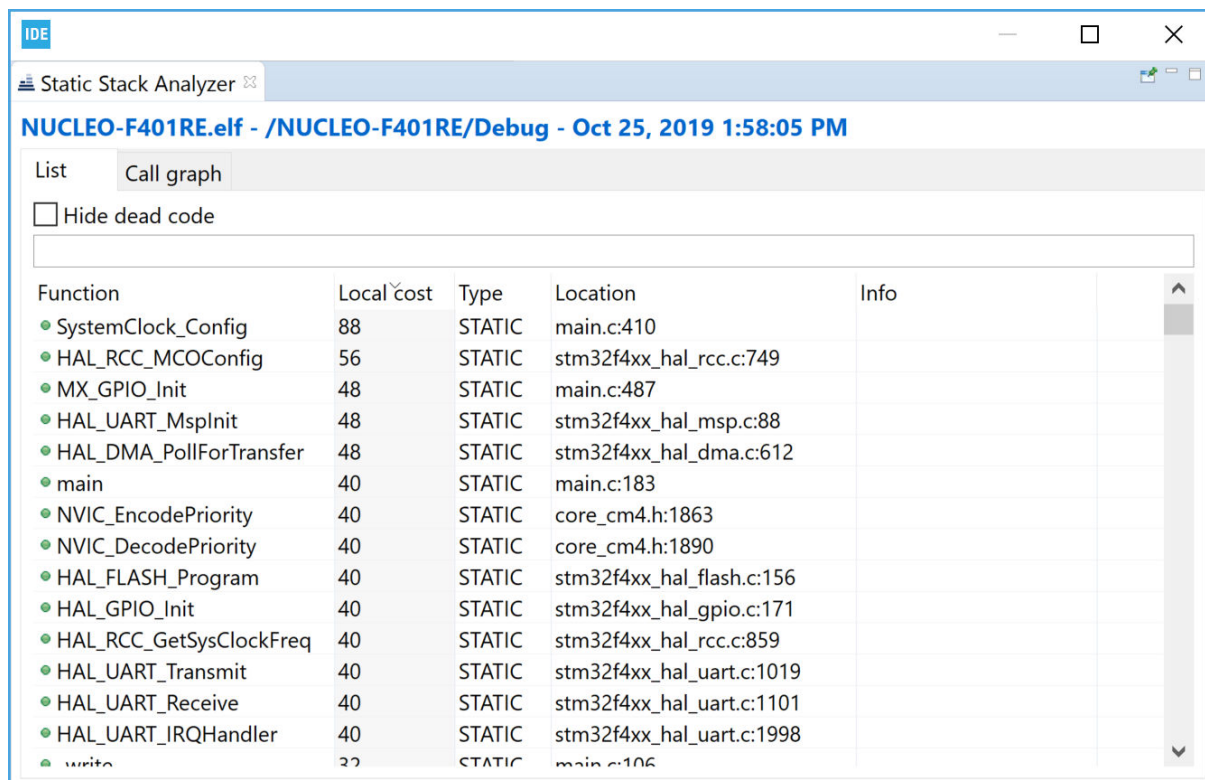 IDE
Static Stack Analyzer
NUCLEO-F401RE.elf - /NUCLEO-F401RE/Debug - Oct 25, 2019 1:58:05 PM
List Call graph
Hide dead code
Function Local cost Type Location Info
SystemClock_Config 88 STATIC main.c:410
HAL_RCC_MCOConfig 56 STATIC stm32f4xx_hal_rcc.c:749
MX_GPIO_Init 48 STATIC main.c:487
HAL_UART_MspInit 48 STATIC stm32f4xx_hal_msp.c:88
HAL_DMA_PollForTransfer 48 STATIC stm32f4xx_hal_dma.c:612
main 40 STATIC main.c:183
NVIC_EncodePriority 40 STATIC core_cm4.h:1863
NVIC_DecodePriority 40 STATIC core_cm4.h:1890
HAL_FLASH_Program 40 STATIC stm32f4xx_hal_flash.c:156
HAL_GPIO_Init 40 STATIC stm32f4xx_hal_gpio.c:171
HAL_RCC_GetSysClockFreq 40 STATIC stm32f4xx_hal_rcc.c:859
HAL_UART_Transmit 40 STATIC stm32f4xx_hal_uart.c:1019
HAL_UART_Receive 40 STATIC stm32f4xx_hal_uart.c:1101
HAL_UART_IRQHandler 40 STATIC stm32f4xx_hal_uart.c:1998
_write 32 STATIC main.c:106